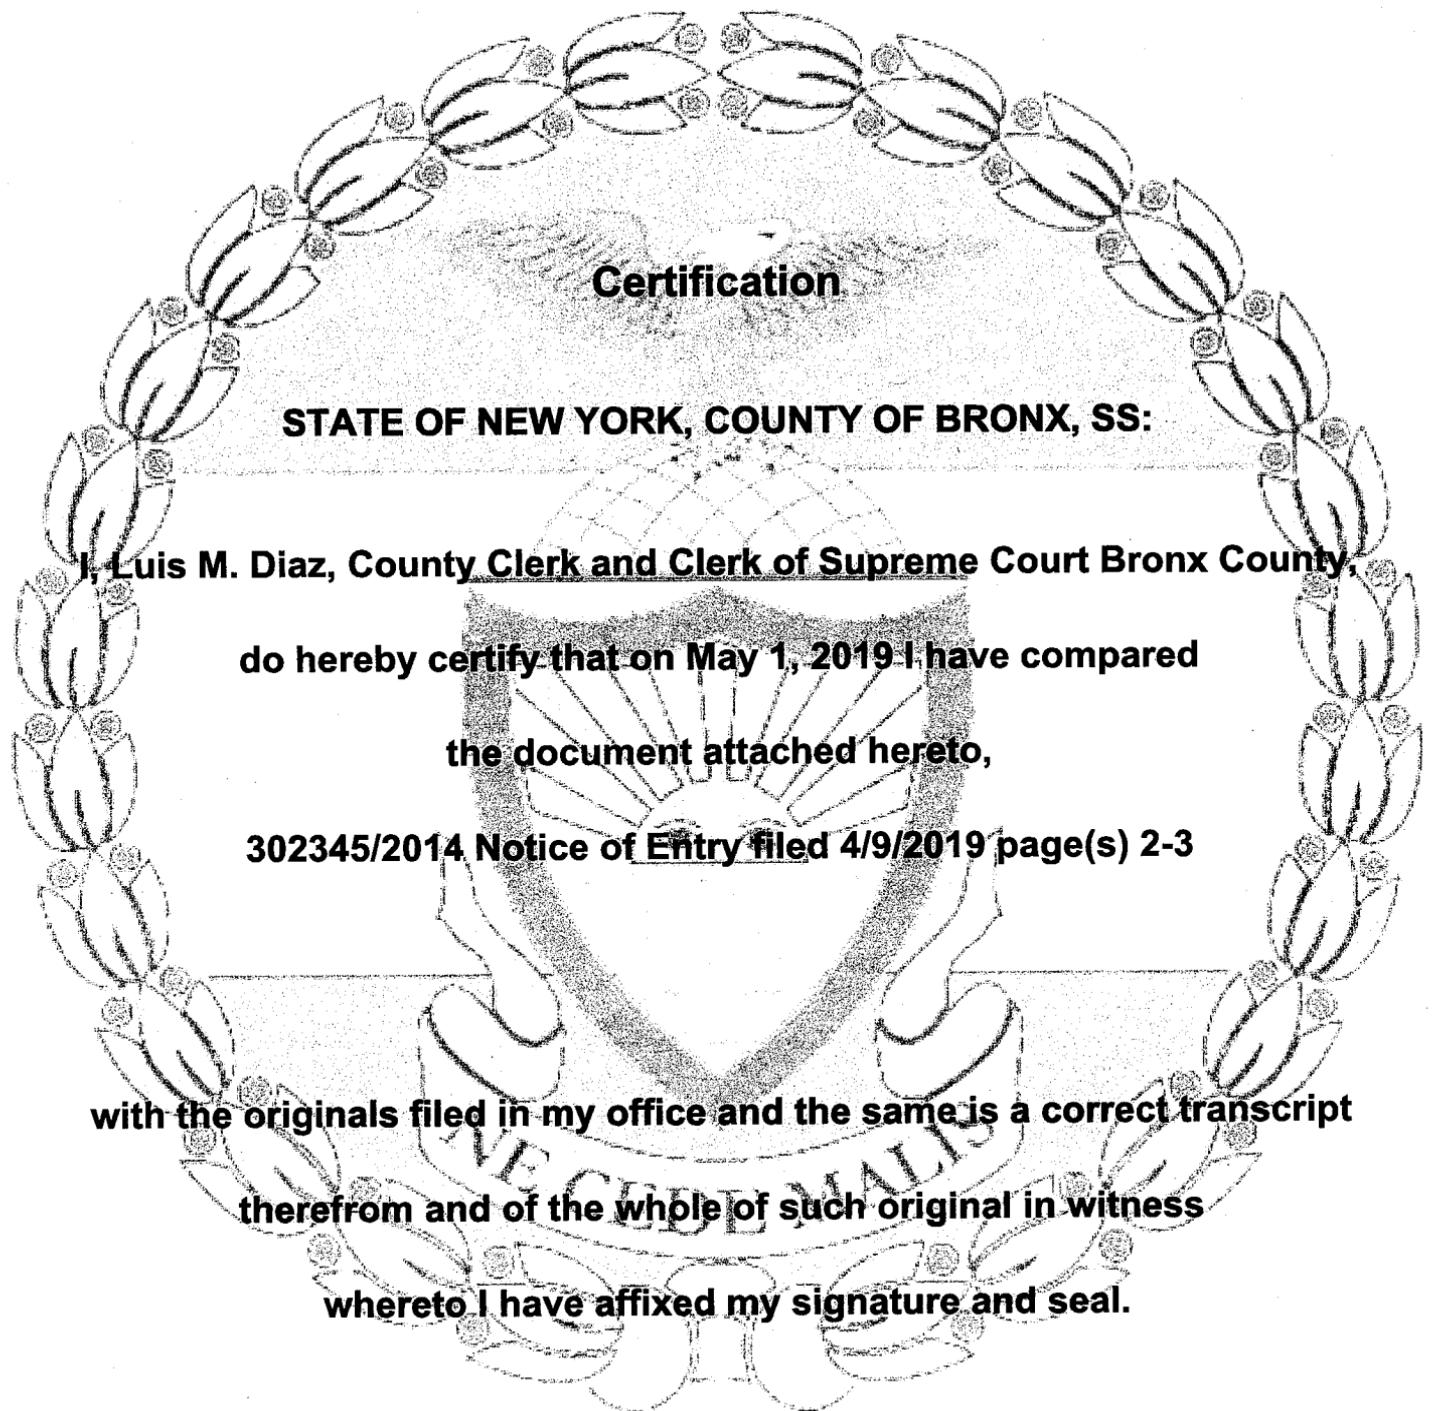 Certification
STATE OF NEW YORK, COUNTY OF BRONX, SS:
I, Luis M. Diaz, County Clerk and Clerk of Supreme Court Bronx County,
do hereby certify that on May 1, 2019 I have compared
the document attached hereto,
302345/2014 Notice of Entry filed 4/9/2019 page(s) 2-3
with the originals filed in my office and the same is a correct transcript
NE CEDE MALIS
therefrom and of the whole of such original in witness
whereto I have affixed my signature and seal.